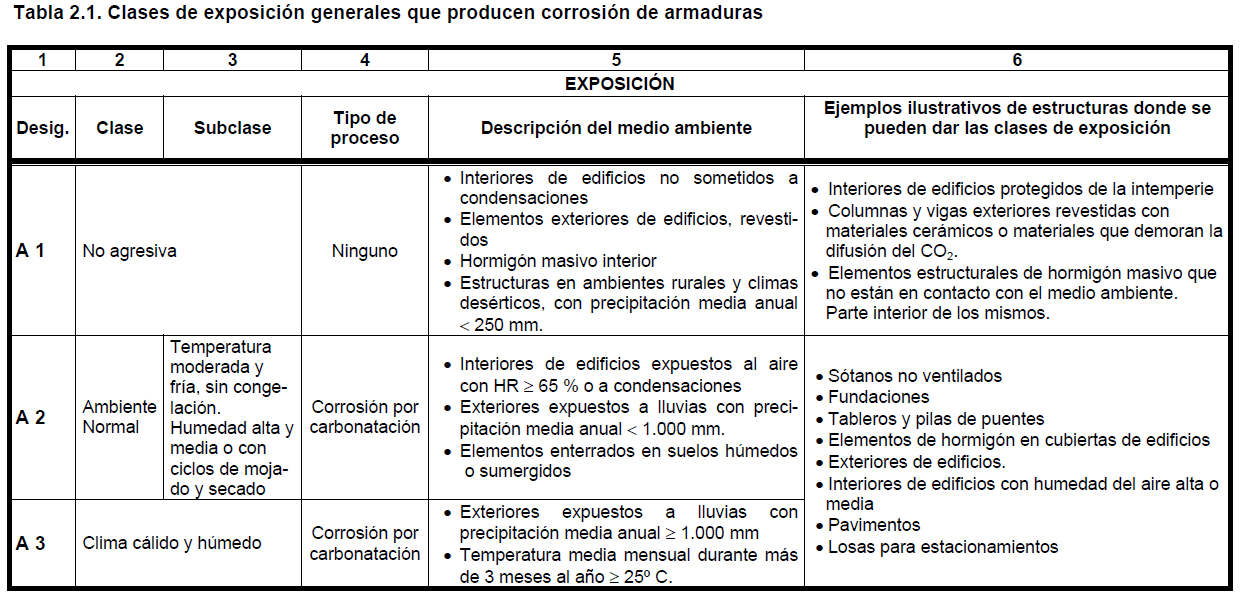 Tabla 2.1. Clases de exposición generales que producen corrosión de armaduras
1 2 3 4 5 6
EXPOSICIÓN
Desig.
Clase
Subclase
Tipo de
proceso
Descripción del medio ambiente
Ejemplos ilustrativos de estructuras donde se
pueden dar las clases de exposición
A 1
No agresiva
Ninguno
• Interiores de edificios no sometidos a
condensaciones
• Elementos exteriores de edificios, revesti-
dos
• Hormigón masivo interior
• Estructuras en ambientes rurales y climas
desérticos, con precipitación media anual
< 250 mm.
• Interiores de edificios protegidos de la intemperie
• Columnas y vigas exteriores revestidas con
materiales cerámicos o materiales que demoran la
difusión del CO₂.
• Elementos estructurales de hormigón masivo que
no están en contacto con el medio ambiente.
Parte interior de los mismos.
A 2
Ambiente
Normal
Temperatura
moderada y
fría, sin conge-
lación.
Humedad alta y
media o con
ciclos de moja-
do y secado
Corrosión por
carbonatación
• Interiores de edificios expuestos al aire
con HR ≥ 65 % o a condensaciones
• Exteriores expuestos a lluvias con preci-
pitación media anual < 1.000 mm.
• Elementos enterrados en suelos húmedos
o sumergidos
• Sótanos no ventilados
• Fundaciones
• Tableros y pilas de puentes
• Elementos de hormigón en cubiertas de edificios
• Exteriores de edificios.
• Interiores de edificios con humedad del aire alta o
media
• Pavimentos
• Losas para estacionamientos
A 3
Clima cálido y húmedo
Corrosión por
carbonatación
• Exteriores expuestos a lluvias con
precipitación media anual ≥ 1.000 mm
• Temperatura media mensual durante más
de 3 meses al año ≥ 25º C.